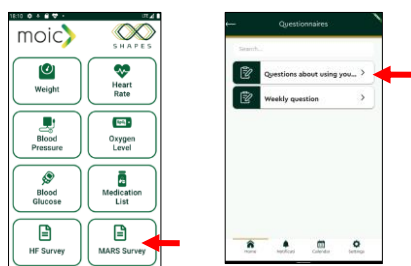 18:10
moic
SHAPES
Weight
Heart
Rate
Blood
Pressure
Oxygen
Level
Blood
Glucose
Medication
List
HF Survey
MARS Survey
Questionnaires
Search...
Questions about using you...
Weekly question
Home
Calendar
Settings